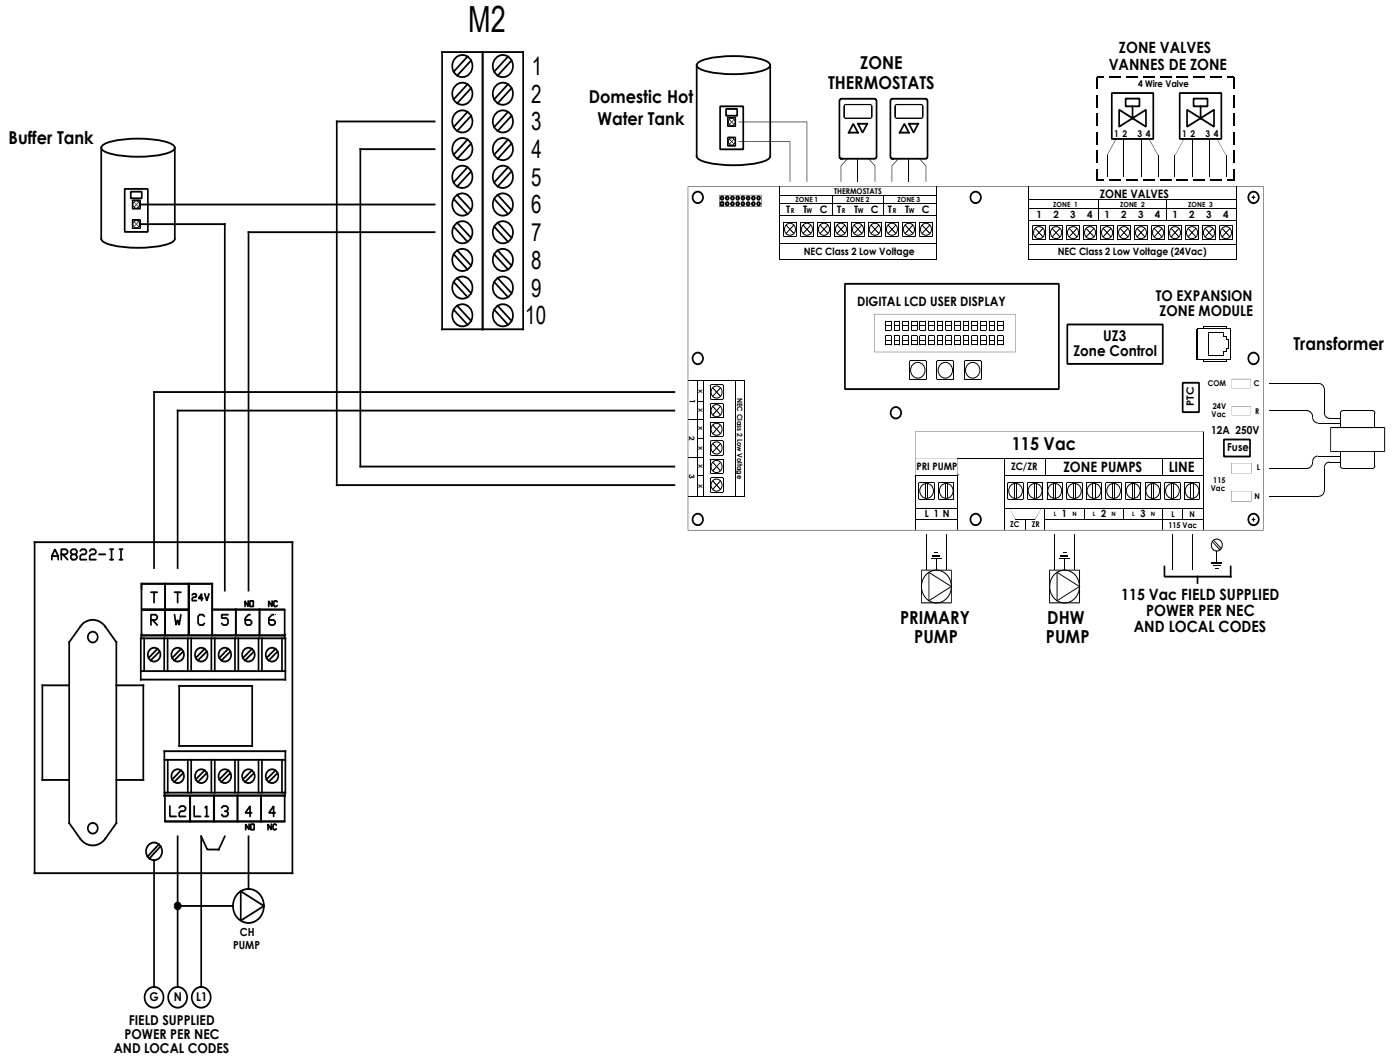 M2
1
2
3
4
5
6
7
8
9
10
Buffer Tank
Domestic Hot
Water Tank
ZONE
THERMOSTATS
ZONE VALVES
VANNES DE ZONE
4 Wire Valve
1 2 3 4
1 2 3 4
THERMOSTATS
ZONE 1 ZONE 2 ZONE 3
TR TW C TR TW C TR TW C
NEC Class 2 Low Voltage
ZONE VALVES
ZONE 1 ZONE 2 ZONE 3
1 2 3 4 1 2 3 4 1 2 3 4
NEC Class 2 Low Voltage (24Vac)
DIGITAL LCD USER DISPLAY
UZ3
Zone Control
TO EXPANSION
ZONE MODULE
Transformer
PTC
COM C
24V
Vac R
12A 250V
Fuse
L
115
Vac N
1 X X
2 X X
3 X X
NEC Class 2 Low Voltage
115 Vac
PRI PUMP ZC/ZR ZONE PUMPS LINE
L 1 N
ZC ZR
L 1 N L 2 N L 3 N
L N
115 Vac
PRIMARY
PUMP
DHW
PUMP
115 Vac FIELD SUPPLIED
POWER PER NEC
AND LOCAL CODES
AR822-II
T T 24V NO NC
R W C 5 6 6
L2 L1 3 4 4
NO NC
CH
PUMP
G N L1
FIELD SUPPLIED
POWER PER NEC
AND LOCAL CODES